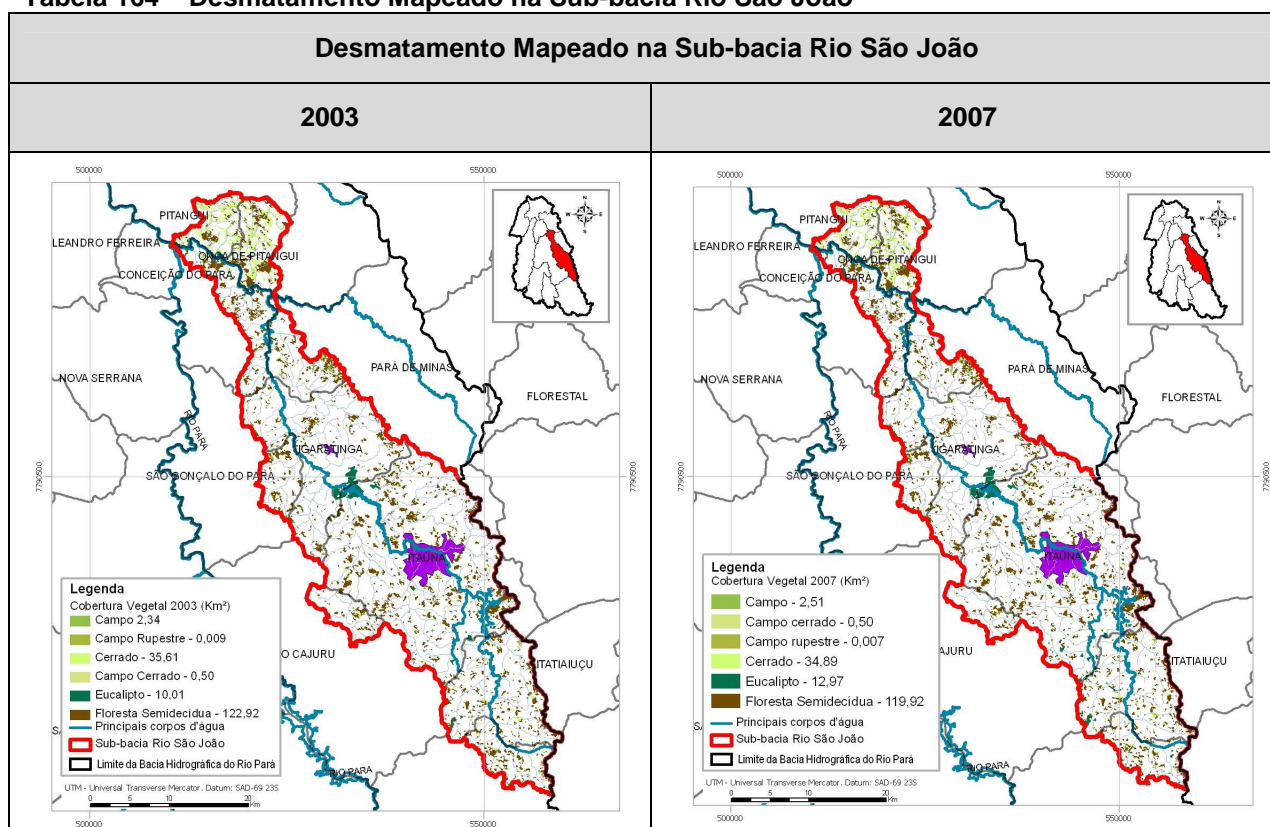 Tabela 164 – Desmatamento Mapeado na Sub-bacia Rio São João
Desmatamento Mapeado na Sub-bacia Rio São João
2003
2007
500000
550000
PITANGUI
LEANDRO FERREIRA
ONÇA DE PITANGUI
CONCEIÇÃO DO PARÁ
PARÁ DE MINAS
NOVA SERRANA
FLORESTAL
RIO PARÁ
IGARATINGA
SÃO GONÇALO DO PARÁ
7790500
7790500
ITAÚNA
O CAJURU
ITATIAIUÇU
RIO PARÁ
N
W
E
S
Legenda
Cobertura Vegetal 2003 (Km²)
Campo 2,34
Campo Rupestre - 0,009
Cerrado - 35,61
Campo Cerrado - 0,50
Eucalipto - 10,01
Floresta Semidecidua - 122,92
Principais corpos d'água
Sub-bacia Rio São João
Limite da Bacia Hidrográfica do Rio Pará
UTM - Universal Transverse Mercator. Datum: SAD-69 23S
0 5 10 20
Km
500000
550000
500000
550000
PITANGUI
LEANDRO FERREIRA
ONÇA DE PITANGUI
CONCEIÇÃO DO PARÁ
PARÁ DE MINAS
NOVA SERRANA
FLORESTAL
RIO PARÁ
IGARATINGA
SÃO GONÇALO DO PARÁ
7790500
7790500
ITAÚNA
AJURU
ITATIAIUÇU
RIO PARÁ
N
W
E
S
Legenda
Cobertura Vegetal 2007 (Km²)
Campo - 2,51
Campo cerrado - 0,50
Campo rupestre - 0,007
Cerrado - 34,89
Eucalipto - 12,97
Floresta Semidecidua - 119,92
Principais corpos d'água
Sub-bacia Rio São João
Limite da Bacia Hidrográfica do Rio Pará
UTM - Universal Transverse Mercator. Datum: SAD-69 23S
0 5 10 20
Km
500000
550000